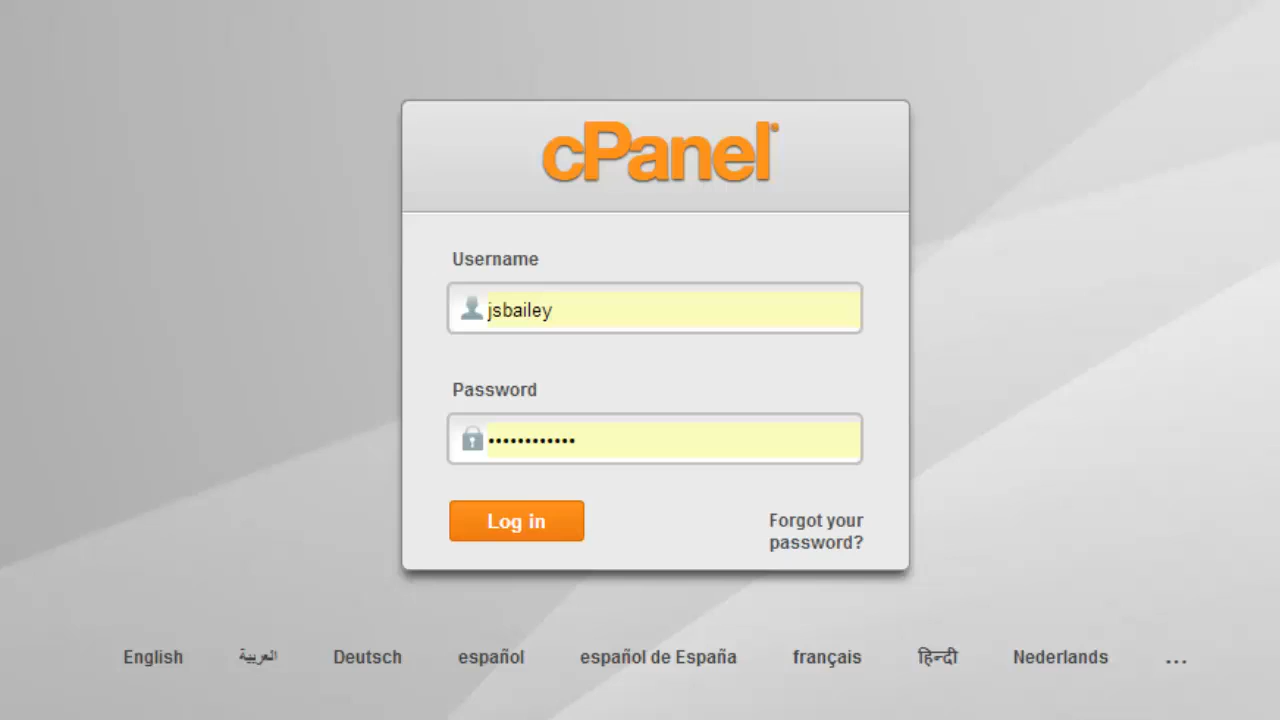 cPanel
Username
jsbailey
Password
••••••••••••
Log in
Forgot your
password?
English العربية Deutsch español español de España français हिन्दी Nederlands ...